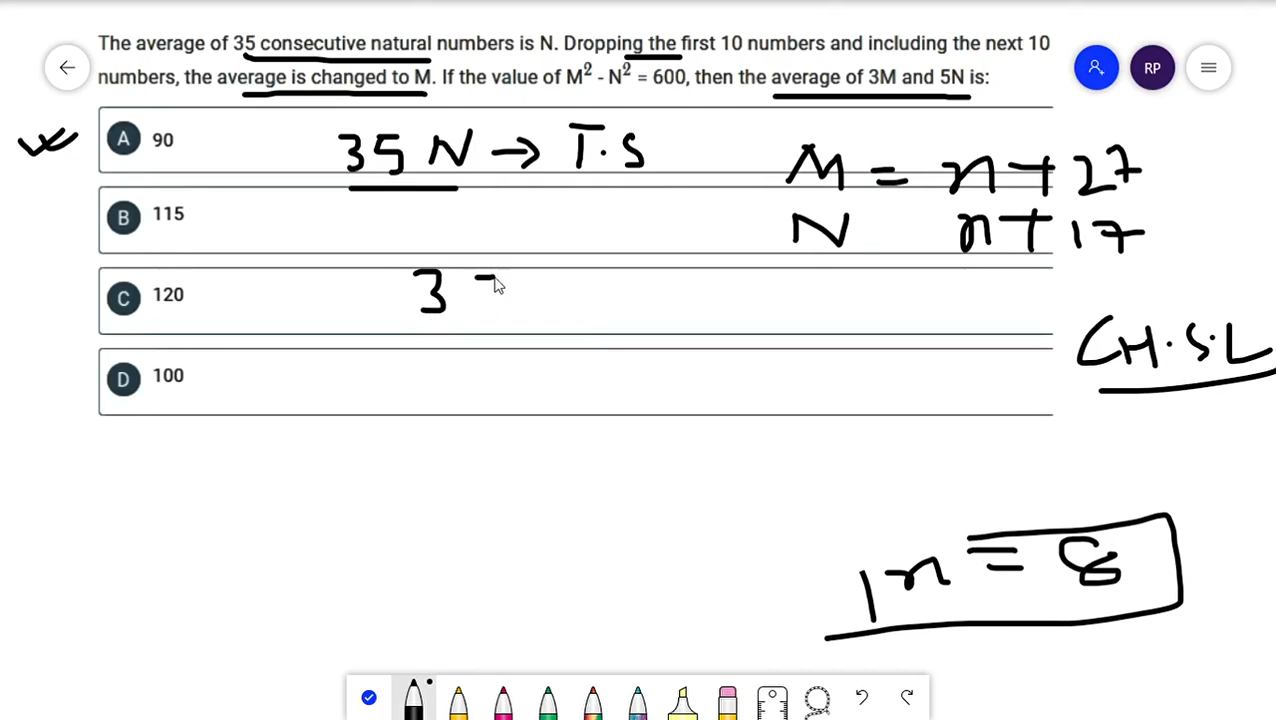 The average of 35 consecutive natural numbers is N. Dropping the first 10 numbers and including the next 10
numbers, the average is changed to M. If the value of M² - N² = 600, then the average of 3M and 5N is:
RP
A 90
35 N → T.S
M = n + 27
B 115
N n + 17
C 120
3
CH.S.L
D 100
1n = 8